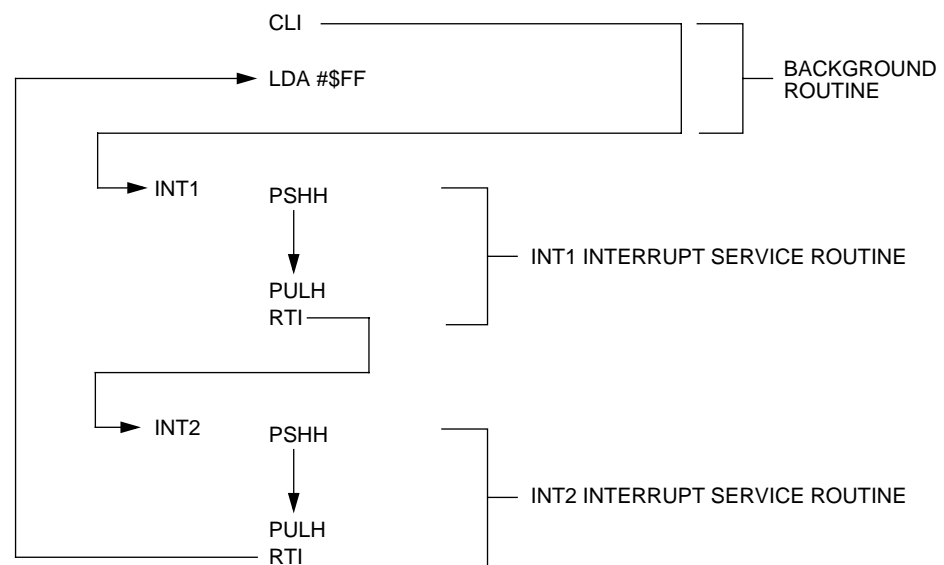 CLI
LDA #$FF
BACKGROUND
ROUTINE
INT1
PSHH
INT1 INTERRUPT SERVICE ROUTINE
PULH
RTI
INT2
PSHH
INT2 INTERRUPT SERVICE ROUTINE
PULH
RTI